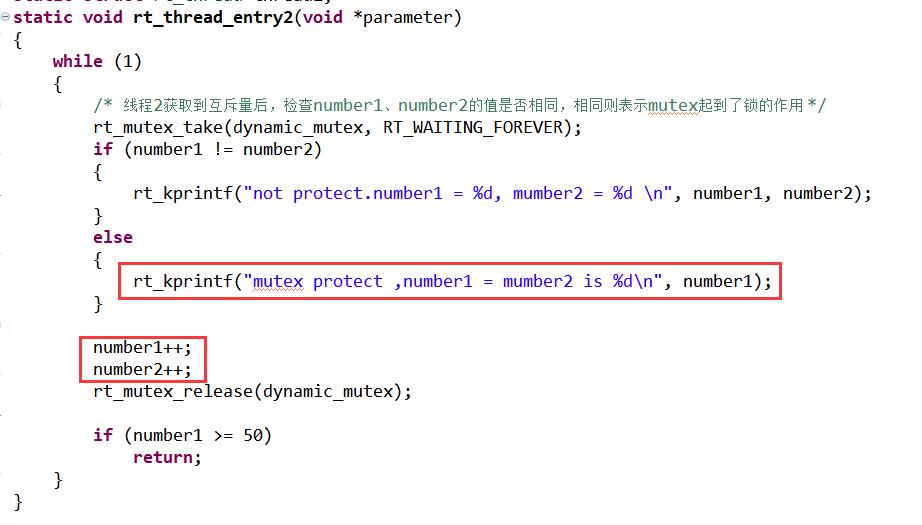 static void rt_thread_entry2(void *parameter)
{
    while (1)
    {
        /* 线程2获取到互斥量后，检查number1、number2的值是否相同，相同则表示mutex起到了锁的作用 */
        rt_mutex_take(dynamic_mutex, RT_WAITING_FOREVER);
        if (number1 != number2)
        {
            rt_kprintf("not protect.number1 = %d, mumber2 = %d \n", number1, number2);
        }
        else
        {
            rt_kprintf("mutex protect ,number1 = mumber2 is %d\n", number1);
        }
        number1++;
        number2++;
        rt_mutex_release(dynamic_mutex);
        if (number1 >= 50)
            return;
    }
}